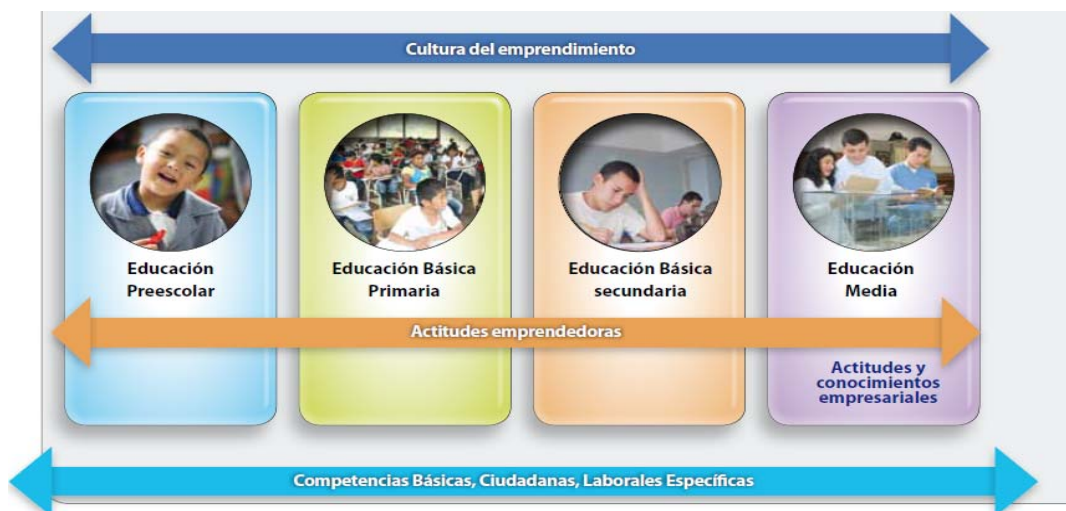 Cultura del emprendimiento
Educación
Preescolar
Educación Básica
Primaria
Educación Básica
secundaria
Educación
Media
Actitudes emprendedoras
Actitudes y
conocimientos
empresariales
Competencias Básicas, Ciudadanas, Laborales Específicas